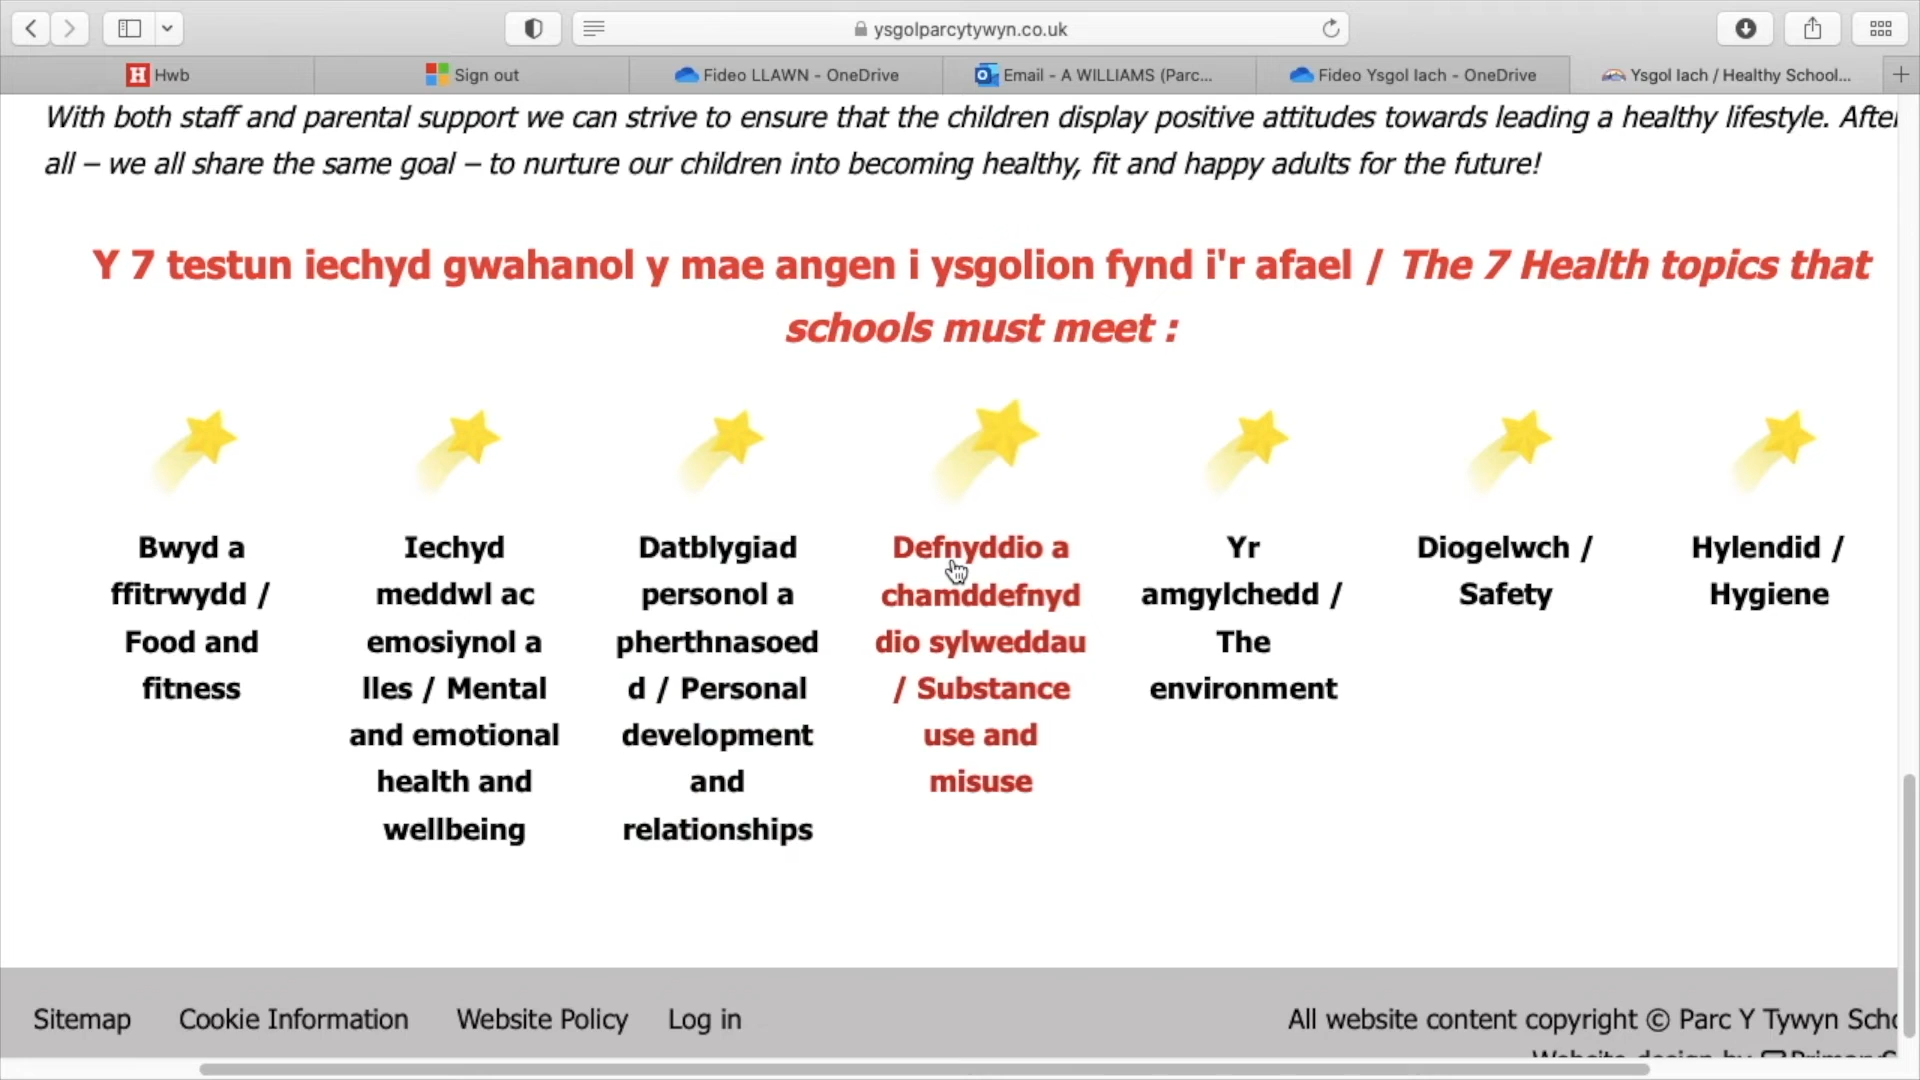 ysgolparcytywyn.co.uk
Hwb
Sign out
Fideo LLAWN - OneDrive
Email - A WILLIAMS (Parc...
Fideo Ysgol Iach - OneDrive
Ysgol Iach / Healthy School...
With both staff and parental support we can strive to ensure that the children display positive attitudes towards leading a healthy lifestyle. After
all – we all share the same goal – to nurture our children into becoming healthy, fit and happy adults for the future!
Y 7 testun iechyd gwahanol y mae angen i ysgolion fynd i'r afael / The 7 Health topics that
schools must meet :
Bwyd a
ffitrwydd /
Food and
fitness
Iechyd
meddwl ac
emosiynol a
lles / Mental
and emotional
health and
wellbeing
Datblygiad
personol a
pherthnasoed
d / Personal
development
and
relationships
Defnyddio a
chamddefnyd
dio sylweddau
/ Substance
use and
misuse
Yr
amgylchedd /
The
environment
Diogelwch /
Safety
Hylendid /
Hygiene
Sitemap
Cookie Information
Website Policy
Log in
All website content copyright © Parc Y Tywyn
Website design by